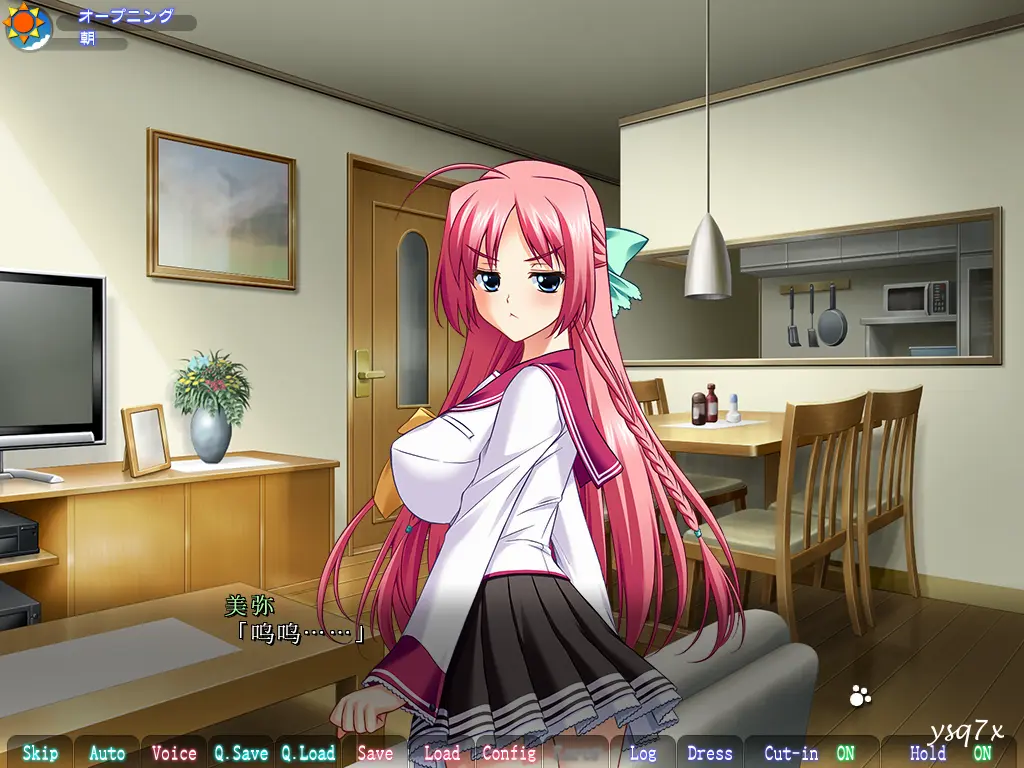 オープニング
朝
美弥
「呜呜……」
ysq7x
Skip Auto Voice Q.Save Q.Load Save Load Config Log Dress Cut-in ON Hold ON